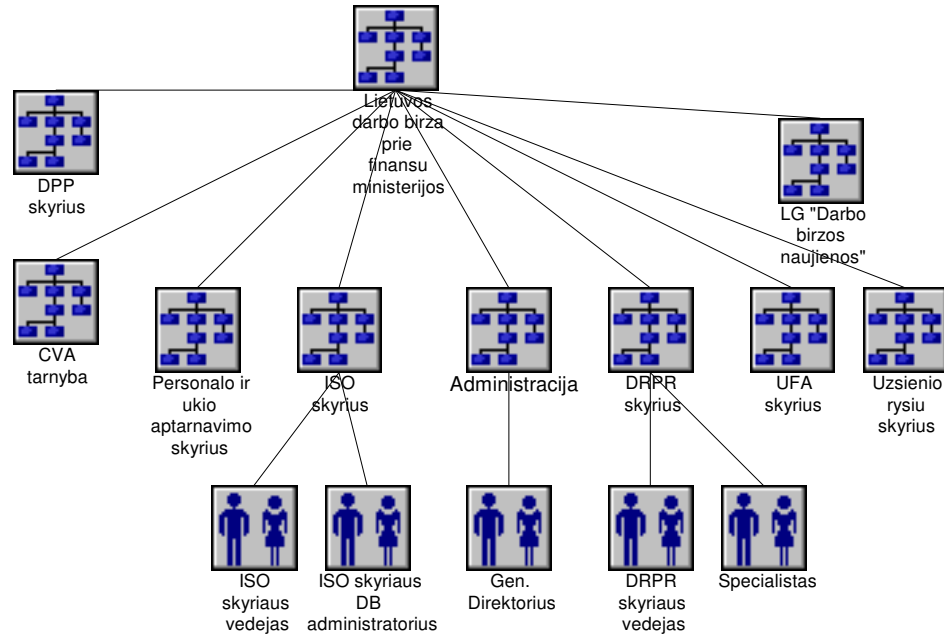 Lietuvos
darbo birza
prie
finansu
ministerijos
DPP
skyrius
LG "Darbo
birzos
naujienos"
CVA
tarnyba
Personalo ir
ukio
aptarnavimo
skyrius
ISO
skyrius
Administracija
DRPR
skyrius
UFA
skyrius
Uzsienio
rysiu
skyrius
ISO
skyriaus
vedejas
ISO skyriaus
DB
administratorius
Gen.
Direktorius
DRPR
skyriaus
vedejas
Specialistas